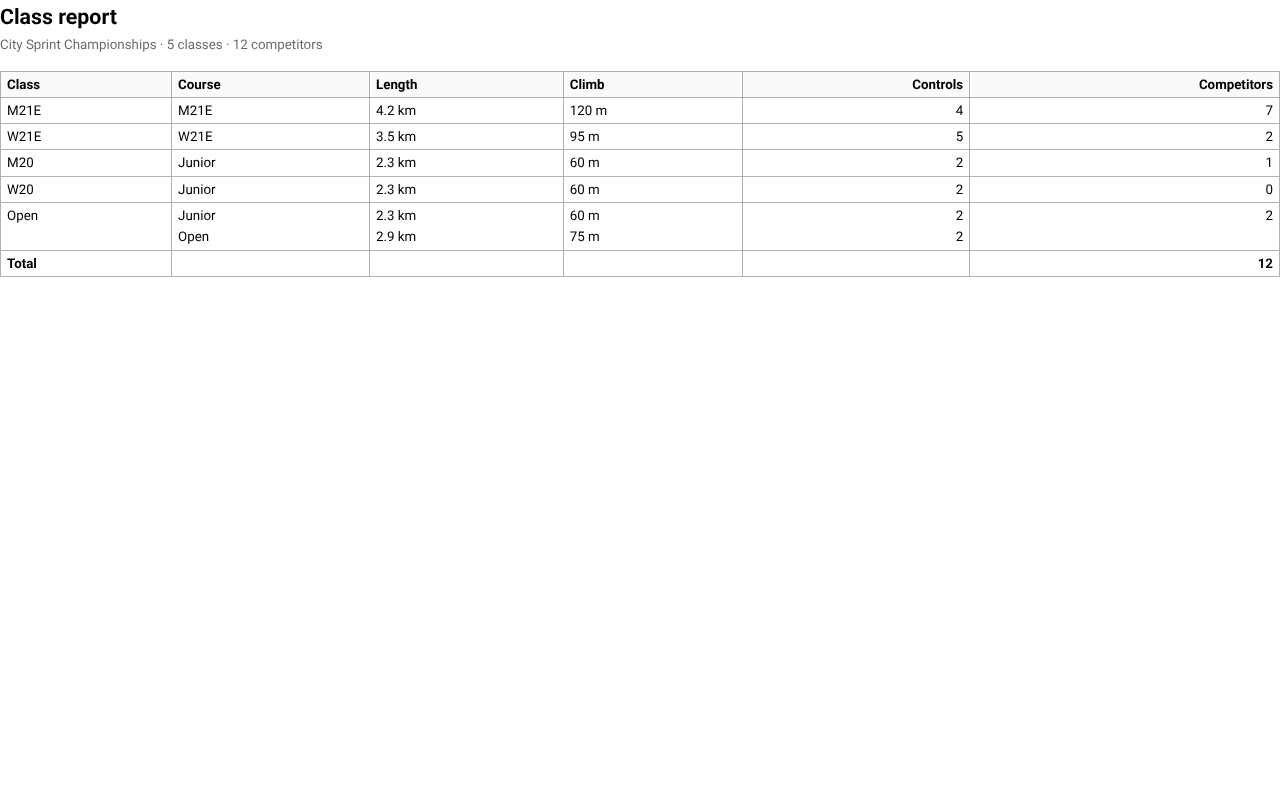 Class report
City Sprint Championships · 5 classes · 12 competitors
Class Course Length Climb Controls Competitors
M21E M21E 4.2 km 120 m 4 7
W21E W21E 3.5 km 95 m 5 2
M20 Junior 2.3 km 60 m 2 1
W20 Junior 2.3 km 60 m 2 0
Open Junior 2.3 km 60 m 2 2
Open 2.9 km 75 m 2
Total 12